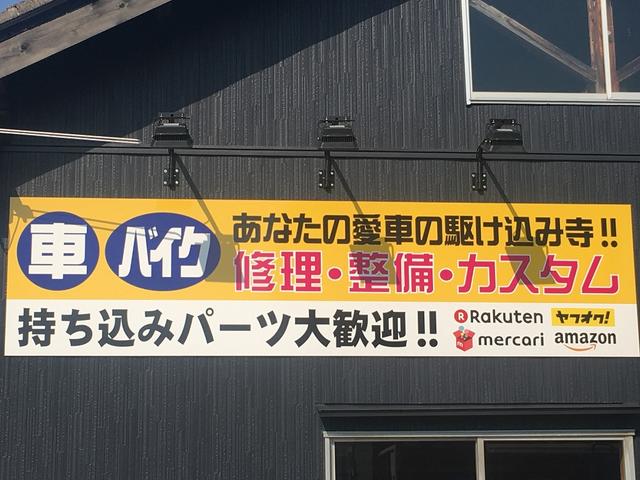 車 バイク
あなたの愛車の駆け込み寺!!
修理・整備・カスタム
持ち込みパーツ大歓迎!!
R Rakuten ヤフオク!
m mercari amazon